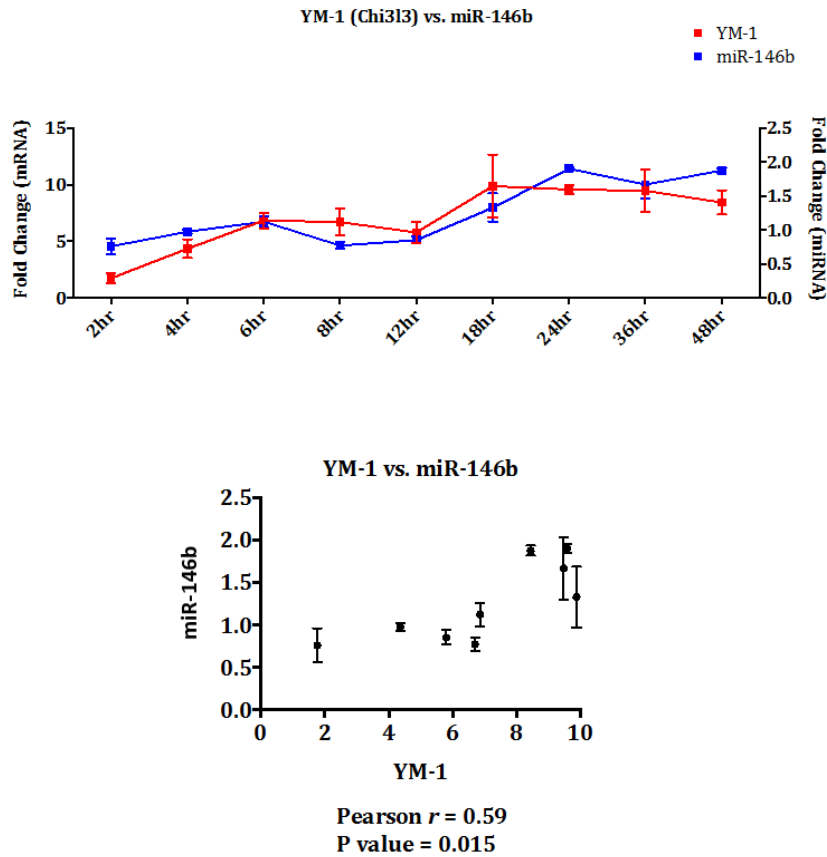 YM-1 (Chi3l3) vs. miR-146b
YM-1
miR-146b
Fold Change (mRNA)
15
10
5
0
2.5
2.0
1.5
1.0
0.5
0.0
Fold Change (miRNA)
2hr
4hr
6hr
8hr
12hr
18hr
24hr
36hr
48hr
YM-1 vs. miR-146b
miR-146b
2.5
2.0
1.5
1.0
0.5
0.0
0 2 4 6 8 10
YM-1
Pearson r = 0.59
P value = 0.015